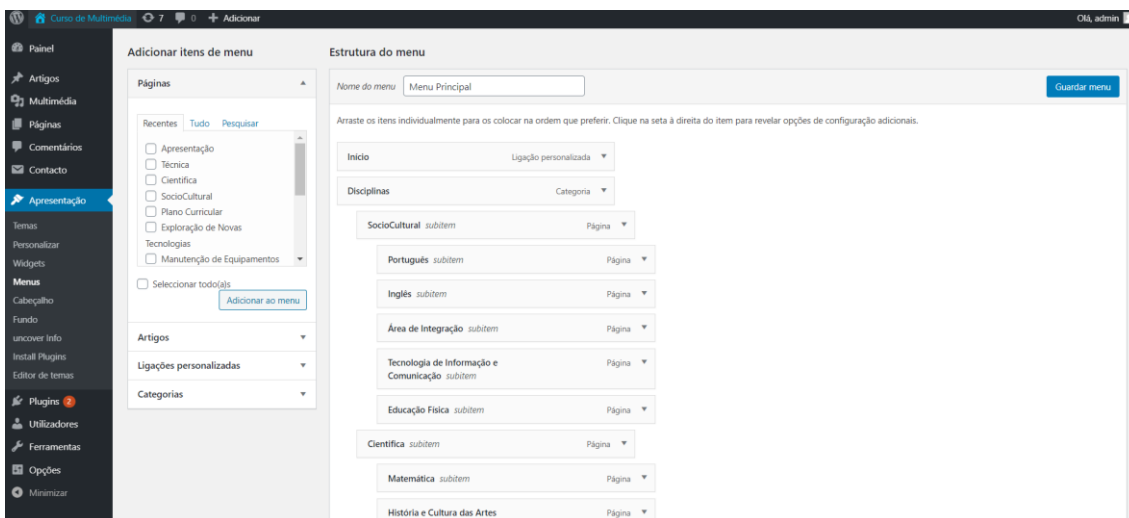 Curso de Multimédia 7 0 + Adicionar
Olá, admin
Painel
Artigos
Multimédia
Páginas
Comentários
Contacto
Apresentação
Temas
Personalizar
Widgets
Menus
Cabeçalho
Fundo
uncover Info
Install Plugins
Editor de temas
Plugins 2
Utilizadores
Ferramentas
Opções
Minimizar
Adicionar itens de menu
Páginas
Recentes Tudo Pesquisar
Apresentação
Técnica
Científica
SocioCultural
Plano Curricular
Exploração de Novas
Tecnologias
Manutenção de Equipamentos
Seleccionar todo(a)s
Adicionar ao menu
Artigos
Ligações personalizadas
Categorias
Estrutura do menu
Nome do menu Menu Principal
Guardar menu
Arraste os itens individualmente para os colocar na ordem que preferir. Clique na seta à direita do item para revelar opções de configuração adicionais.
Início Ligação personalizada
Disciplinas Categoria
SocioCultural subitem Página
Português subitem Página
Inglês subitem Página
Área de Integração subitem Página
Tecnologia de Informação e Página
Comunicação subitem
Educação Física subitem Página
Científica subitem Página
Matemática subitem Página
História e Cultura das Artes Página